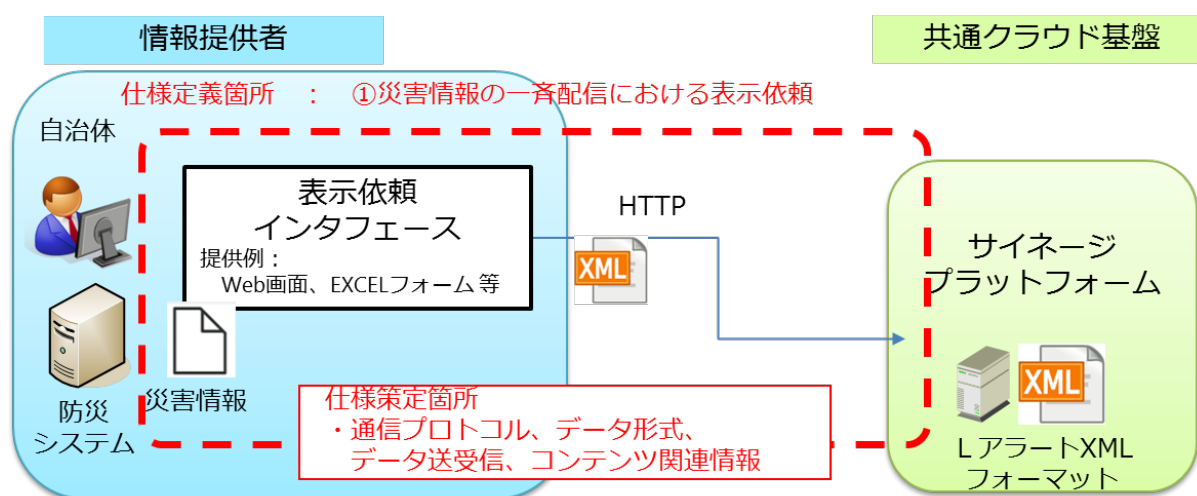 情報提供者
共通クラウド基盤
仕様定義箇所 : ①災害情報の一斉配信における表示依頼
自治体
表示依頼
インタフェース
提供例:
Web画面、EXCELフォーム 等
HTTP
XML
サイネージ
プラットフォーム
災害情報
防災
システム
仕様策定箇所
・通信プロトコル、データ形式、
データ送受信、コンテンツ関連情報
XML
LアラートXML
フォーマット